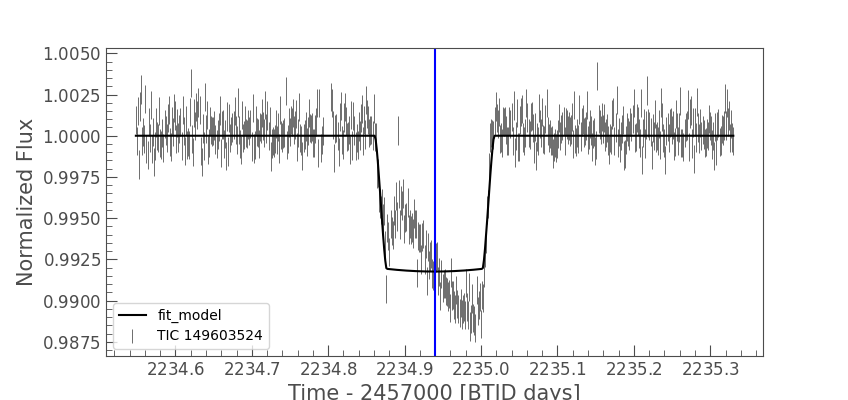 Normalized Flux
1.0050
1.0025
1.0000
0.9975
0.9950
0.9925
0.9900
0.9875
fit_model
TIC 149603524
2234.6 2234.7 2234.8 2234.9 2235.0 2235.1 2235.2 2235.3
Time - 2457000 [BTJD days]